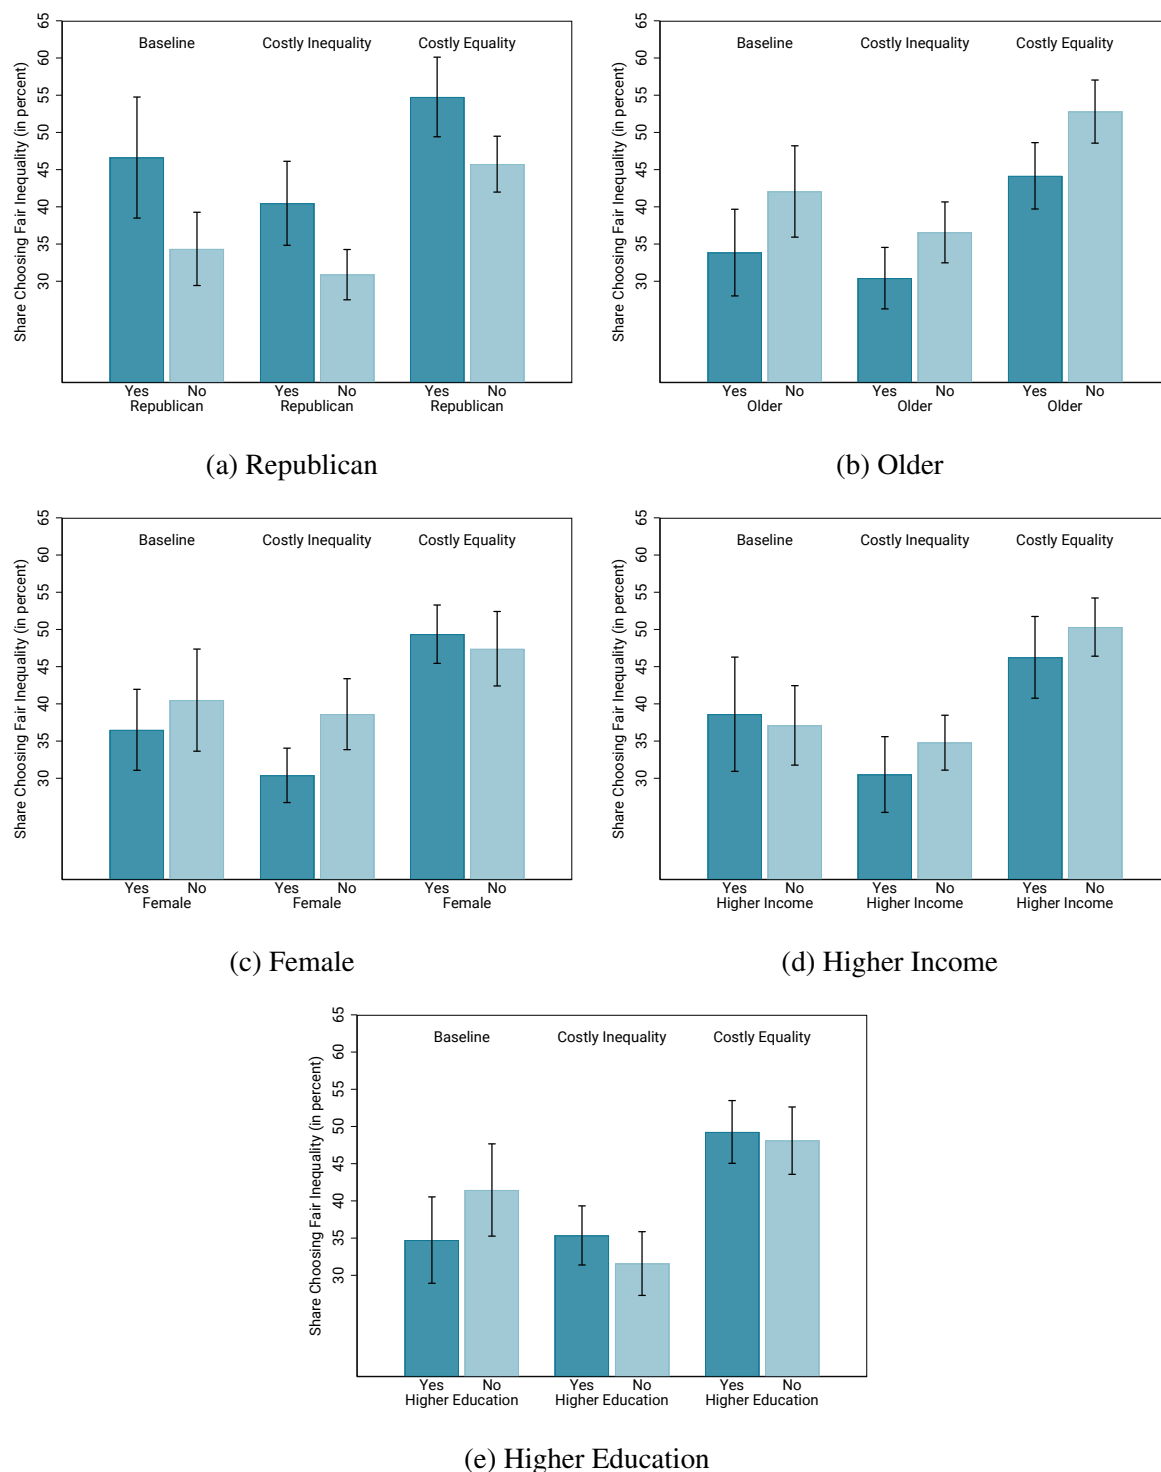 Share Choosing Fair Inequality (in percent)
65
60
55
50
45
40
35
30
Baseline Costly Inequality Costly Equality
Yes No Yes No Yes No
Republican Republican Republican
(a) Republican
Share Choosing Fair Inequality (in percent)
65
60
55
50
45
40
35
30
Baseline Costly Inequality Costly Equality
Yes No Yes No Yes No
Older Older Older
(b) Older
Share Choosing Fair Inequality (in percent)
65
60
55
50
45
40
35
30
Baseline Costly Inequality Costly Equality
Yes No Yes No Yes No
Female Female Female
(c) Female
Share Choosing Fair Inequality (in percent)
65
60
55
50
45
40
35
30
Baseline Costly Inequality Costly Equality
Yes No Yes No Yes No
Higher Income Higher Income Higher Income
(d) Higher Income
Share Choosing Fair Inequality (in percent)
65
60
55
50
45
40
35
30
Baseline Costly Inequality Costly Equality
Yes No Yes No Yes No
Higher Education Higher Education Higher Education
(e) Higher Education